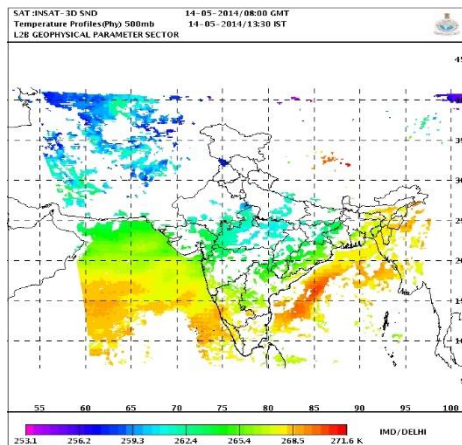 SAT:INSAT-3D SND 14-05-2014/08:00 GMT
Temperature Profiles(Phy) 500mb 14-05-2014/13:30 IST
L2B GEOPHYSICAL PARAMETER SECTOR
45
40
35
30
25
20
15
10
5
55 60 65 70 75 80 85 90 95 100
253.1 256.2 259.3 262.4 265.4 268.5 271.6 K IMD/DELHI